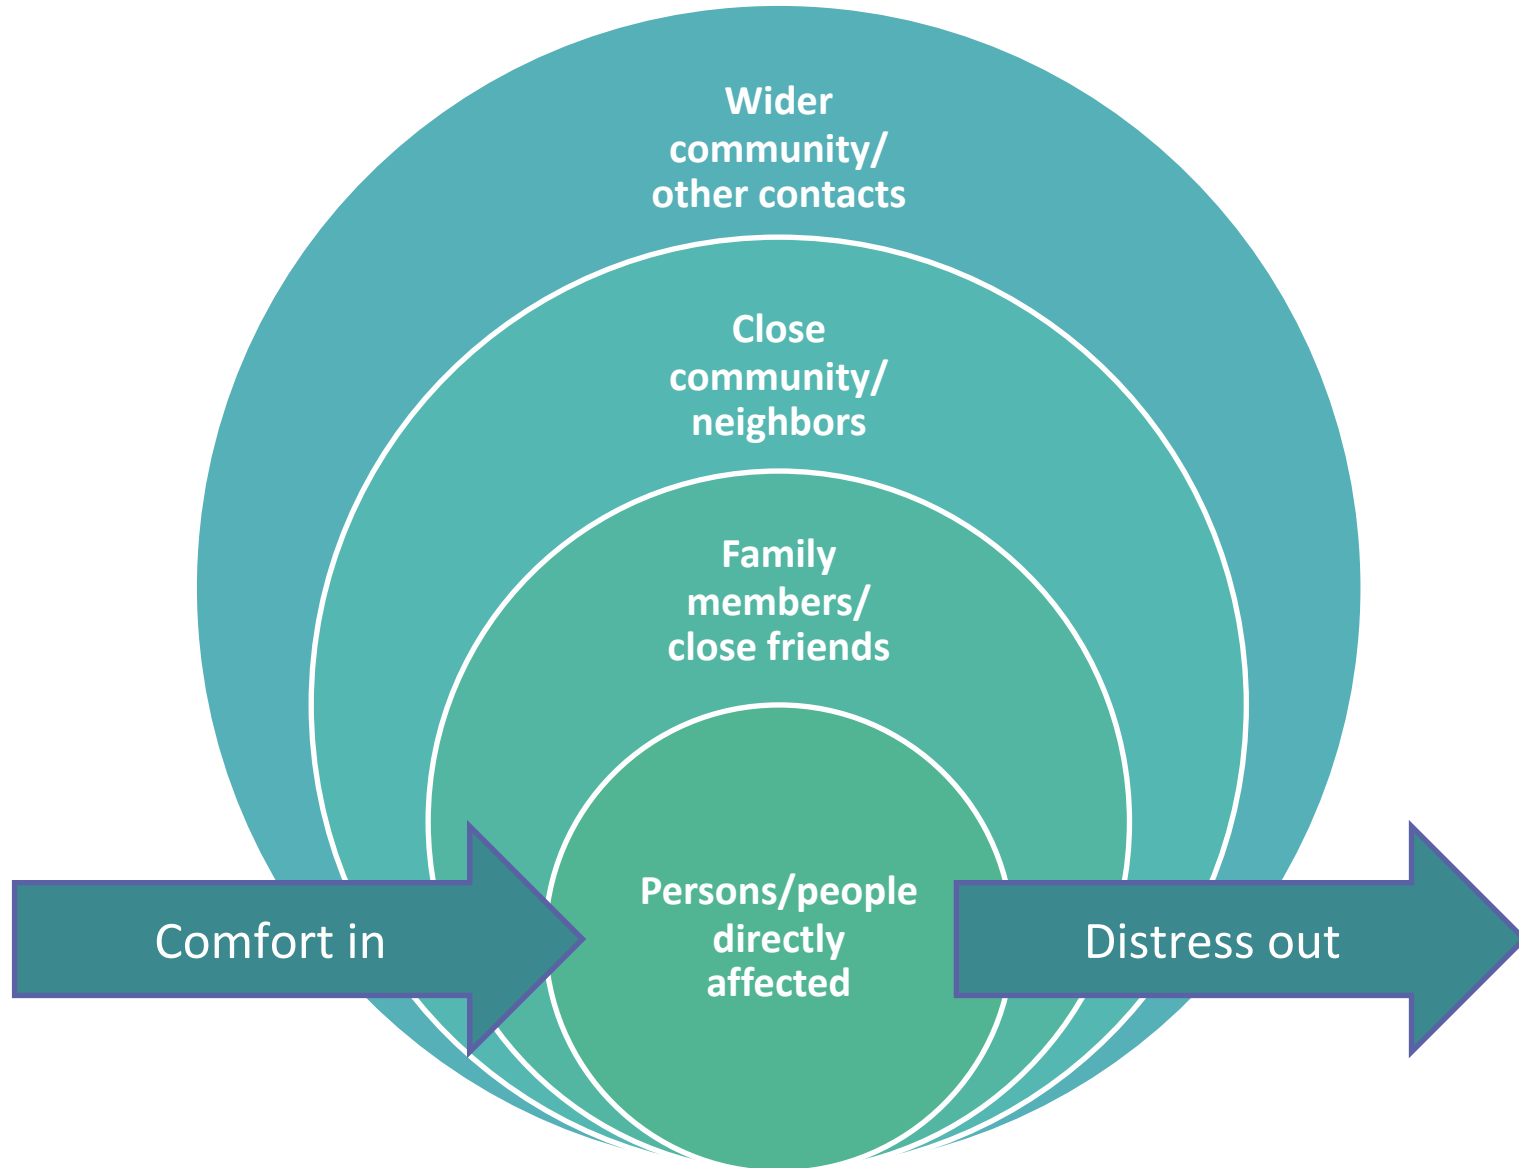 Wider
community/
other contacts
Close
community/
neighbors
Family
members/
close friends
Persons/people
directly
affected
Comfort in
Distress out